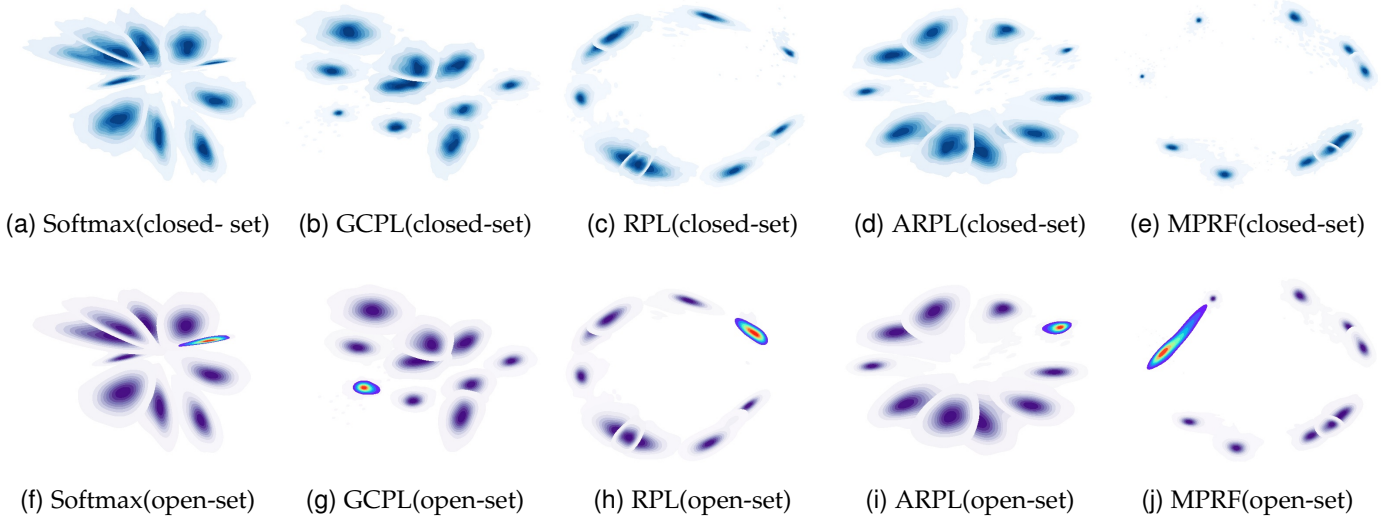 (a) Softmax(closed- set) (b) GCPL(closed-set) (c) RPL(closed-set) (d) ARPL(closed-set) (e) MPRF(closed-set)
(f) Softmax(open-set) (g) GCPL(open-set) (h) RPL(open-set) (i) ARPL(open-set) (j) MPRF(open-set)